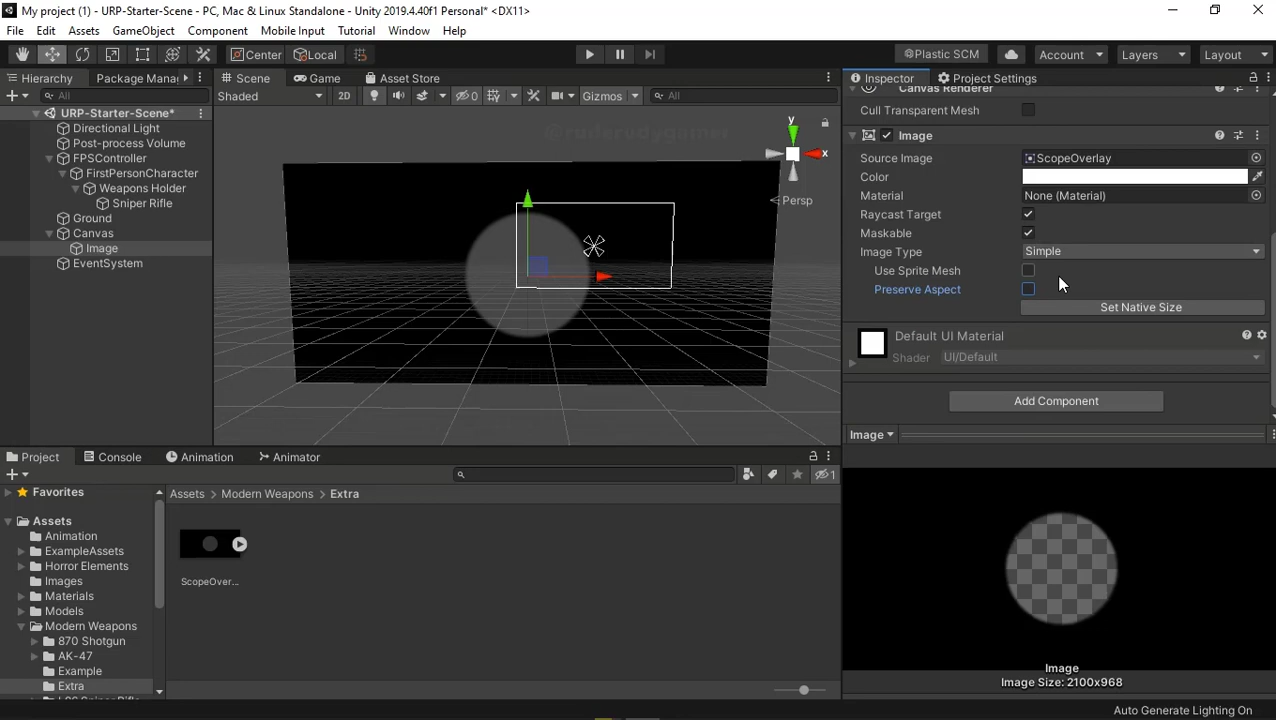 My project (1) - URP-Starter-Scene - PC, Mac & Linux Standalone - Unity 2019.4.40f1 Personal* <DX11>
File Edit Assets GameObject Component Mobile Input Tutorial Window Help
Center Local Plastic SCM Account Layers Layout
Hierarchy Package Mana Scene Game Asset Store Inspector Project Settings
All Shaded 2D 0 Gizmos All
Canvas Renderer
Cull Transparent Mesh
URP-Starter-Scene*
Directional Light
Post-process Volume
FPSController
FirstPersonCharacter
Weapons Holder
Sniper Rifle
Ground
Canvas
Image
EventSystem
@ruderudygamer
y
x
Persp
Image
Source Image ScopeOverlay
Color
Material None (Material)
Raycast Target
Maskable
Image Type Simple
Use Sprite Mesh
Preserve Aspect
Set Native Size
Default UI Material
Shader UI/Default
Add Component
Project Console Animation Animator
1
Favorites
Assets
Animation
ExampleAssets
Horror Elements
Images
Materials
Models
Modern Weapons
870 Shotgun
AK-47
Example
Extra
Assets > Modern Weapons > Extra
ScopeOver...
Image
Image
Image Size: 2100x968
Auto Generate Lighting On